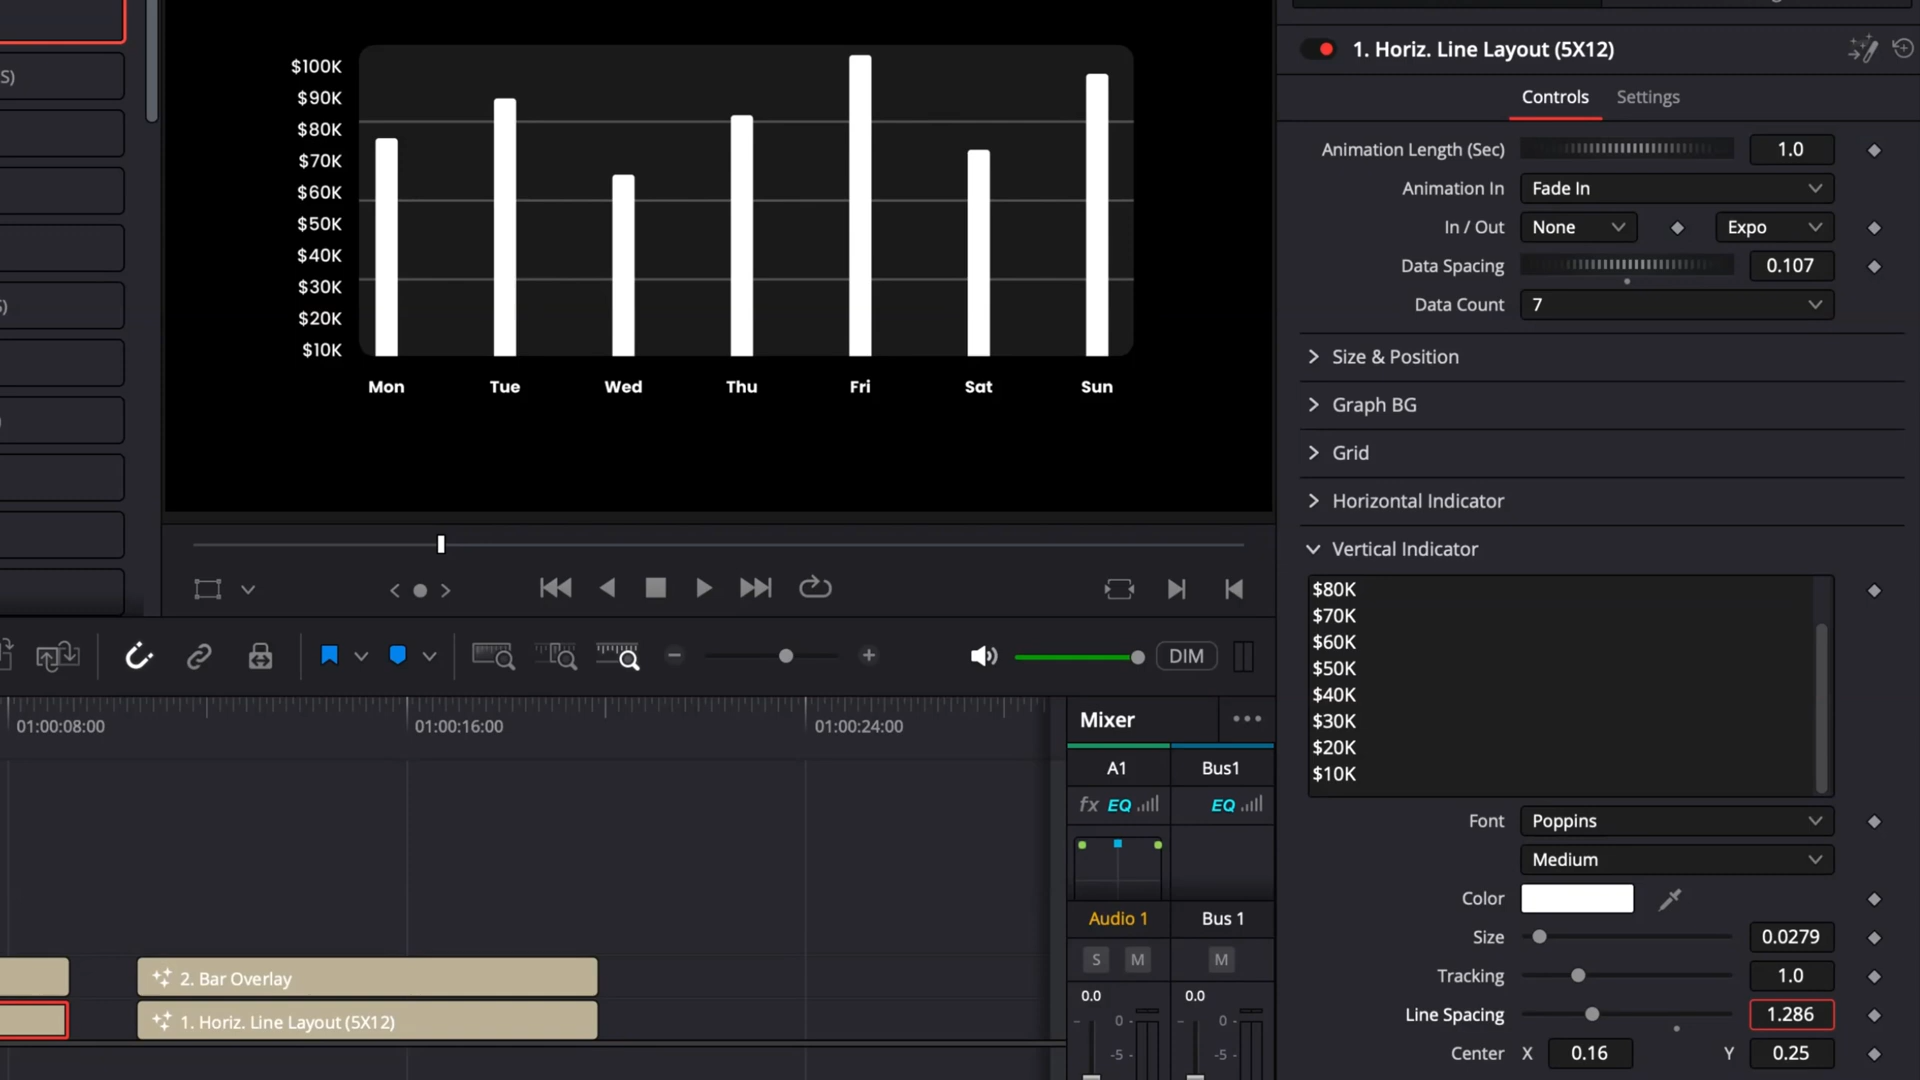 S)
S)
)
$100K
$90K
$80K
$70K
$60K
$50K
$40K
$30K
$20K
$10K
Mon Tue Wed Thu Fri Sat Sun
1. Horiz. Line Layout (5X12)
Controls Settings
Animation Length (Sec) 1.0
Animation In Fade In
In / Out None Expo
Data Spacing 0.107
Data Count 7
Size & Position
Graph BG
Grid
Horizontal Indicator
Vertical Indicator
$80K
$70K
$60K
$50K
$40K
$30K
$20K
$10K
Font Poppins
Medium
Color
Size 0.0279
Tracking 1.0
Line Spacing 1.286
Center X 0.16 Y 0.25
DIM
01:00:08:00 01:00:16:00 01:00:24:00
2. Bar Overlay
1. Horiz. Line Layout (5X12)
Mixer
A1 Bus1
fx EQ EQ
Audio 1 Bus 1
S M M
0.0 0.0
0 0
-5 -5